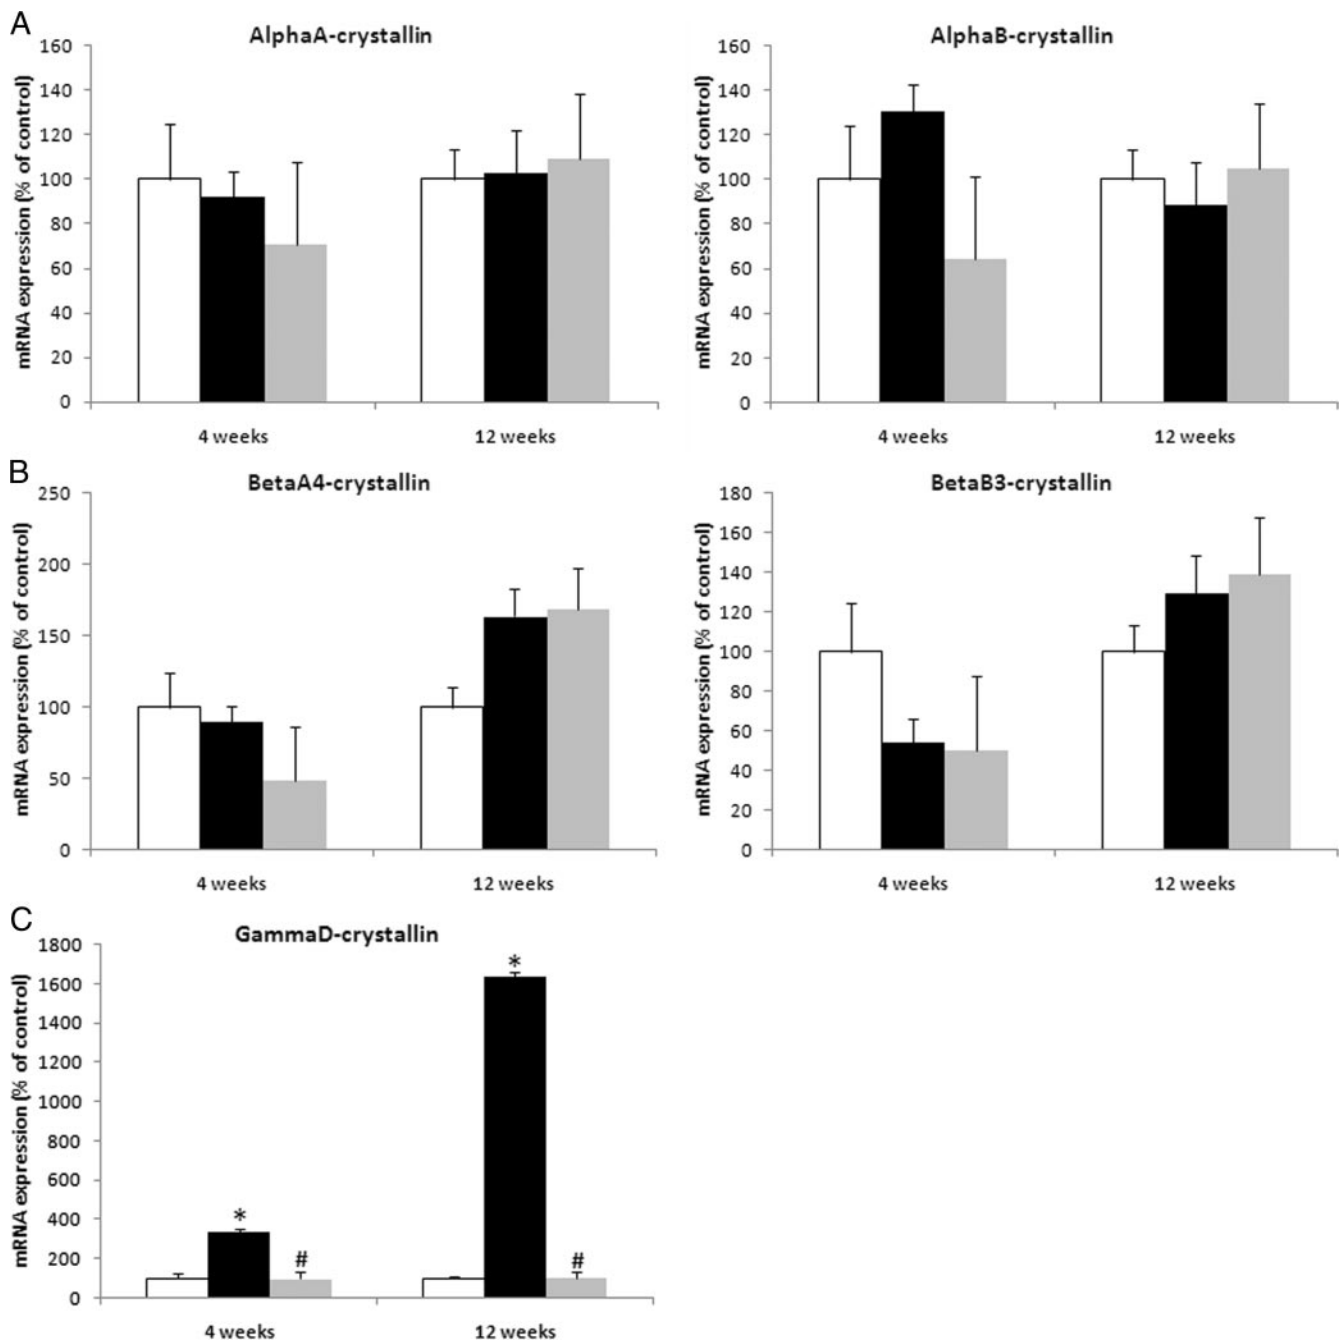 A
AlphaA-crystallin
mRNA expression (% of control)
160
140
120
100
80
60
40
20
0
4 weeks
12 weeks
AlphaB-crystallin
mRNA expression (% of control)
160
140
120
100
80
60
40
20
0
4 weeks
12 weeks
B
BetaA4-crystallin
mRNA expression (% of control)
250
200
150
100
50
0
4 weeks
12 weeks
BetaB3-crystallin
mRNA expression (% of control)
180
160
140
120
100
80
60
40
20
0
4 weeks
12 weeks
C
GammaD-crystallin
mRNA expression (% of control)
1800
1600
1400
1200
1000
800
600
400
200
0
*
#
*
#
4 weeks
12 weeks